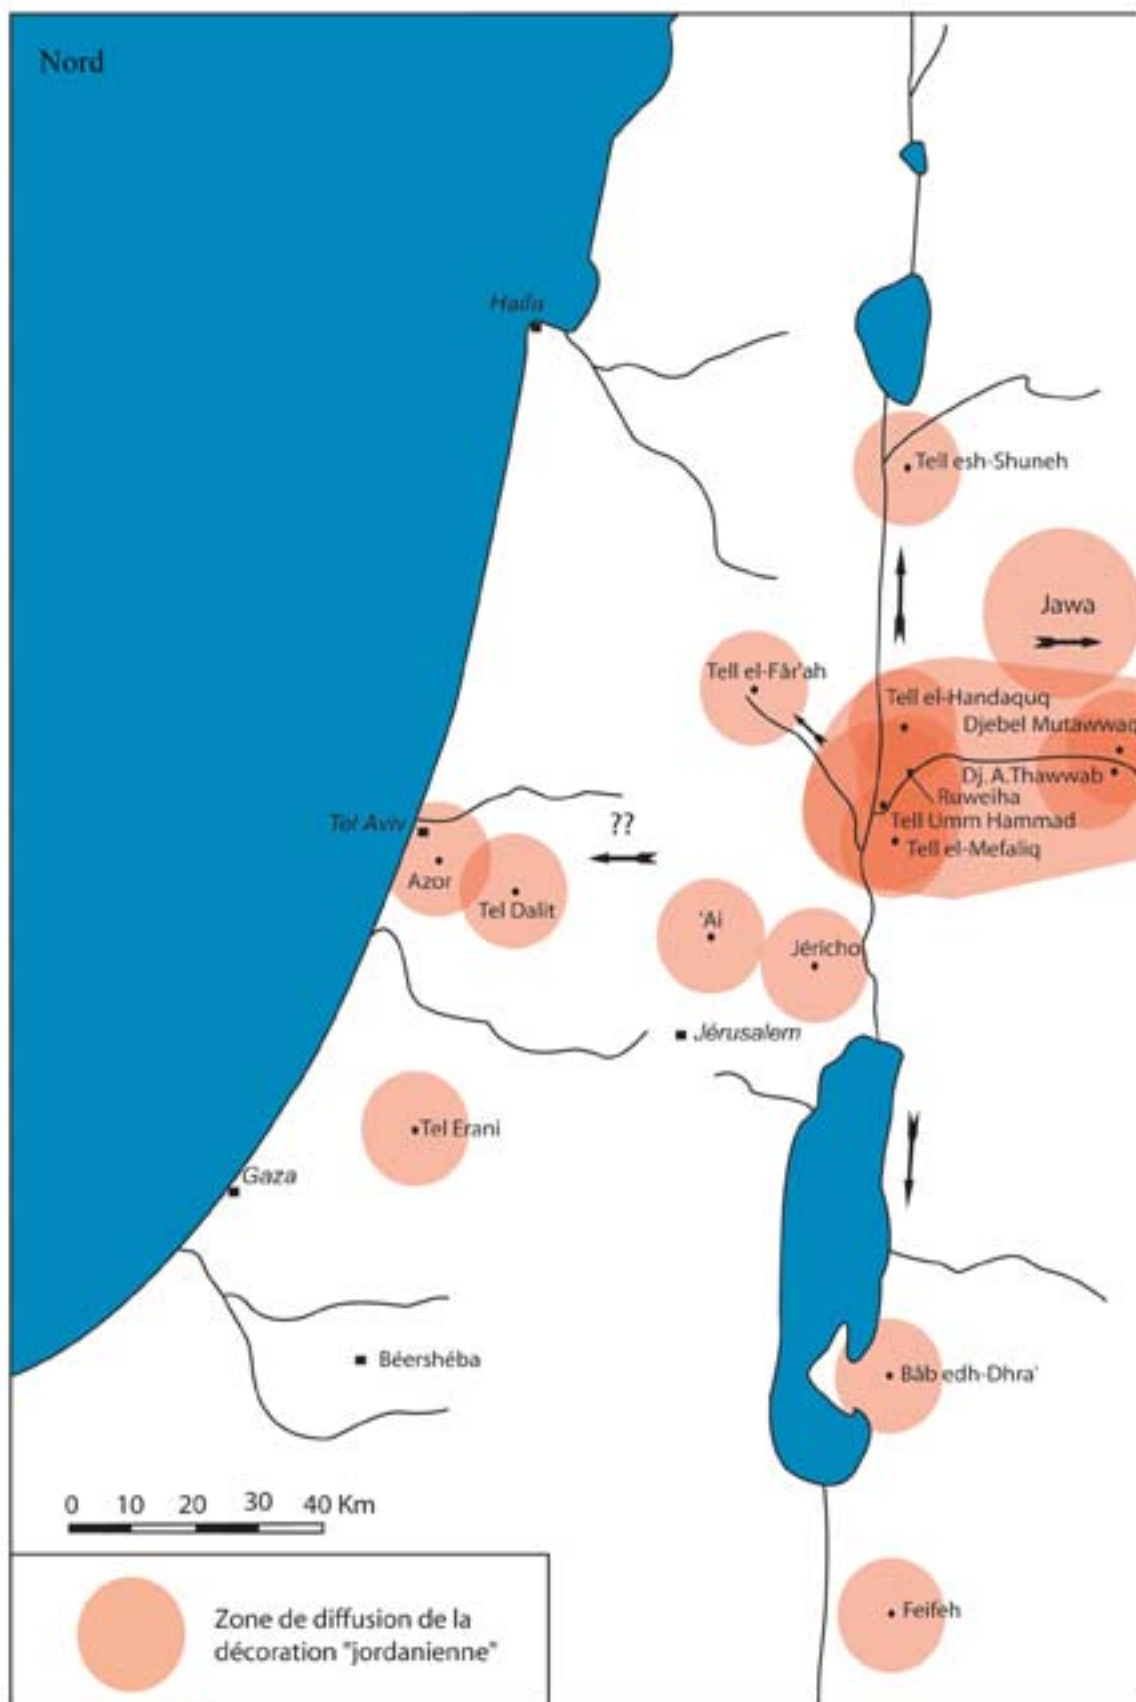 Nord
Haïfa
Tell esh-Shuneh
Jawa
Tell el-Fâr'ah
Tell el-Handaquq
Djebel Mutawwaq
Dj. A.Thawwab
Ruweiha
Tel Aviv
??
Tell Umm Hammad
Tell el-Mefaliq
Azor
Tel Dalit
'Ai
Jéricho
Jérusalem
Tel Erani
Gaza
Béershéba
Bâb edh-Dhra'
0 10 20 30 40 Km
Feifeh
Zone de diffusion de la
décoration "jordanienne"